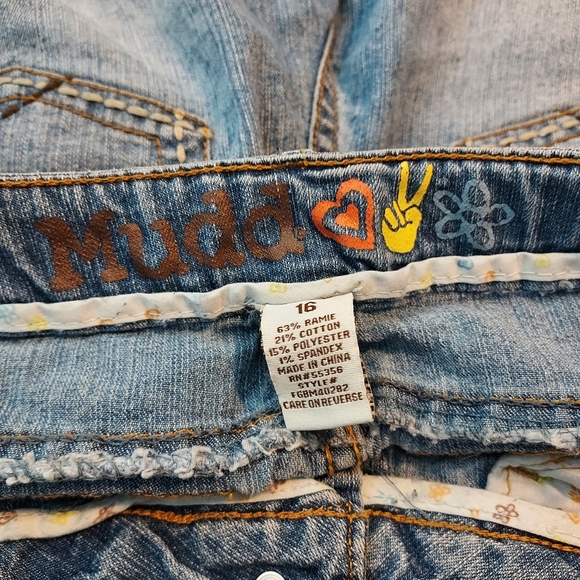 Mudd®
16
63% RAMIE
21% COTTON
15% POLYESTER
1% SPANDEX
MADE IN CHINA
RN#55356
STYLE#
FGBM40282
CARE ON REVERSE